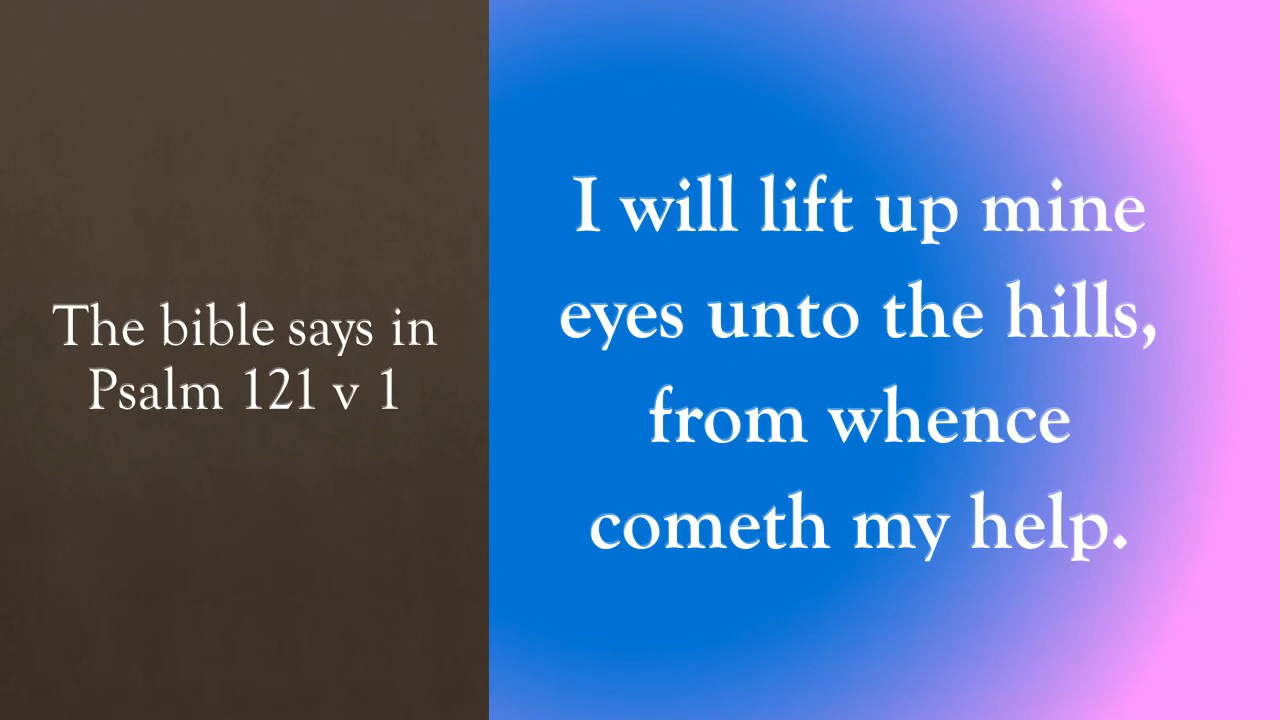 The bible says in
Psalm 121 v 1
I will lift up mine
eyes unto the hills,
from whence
cometh my help.